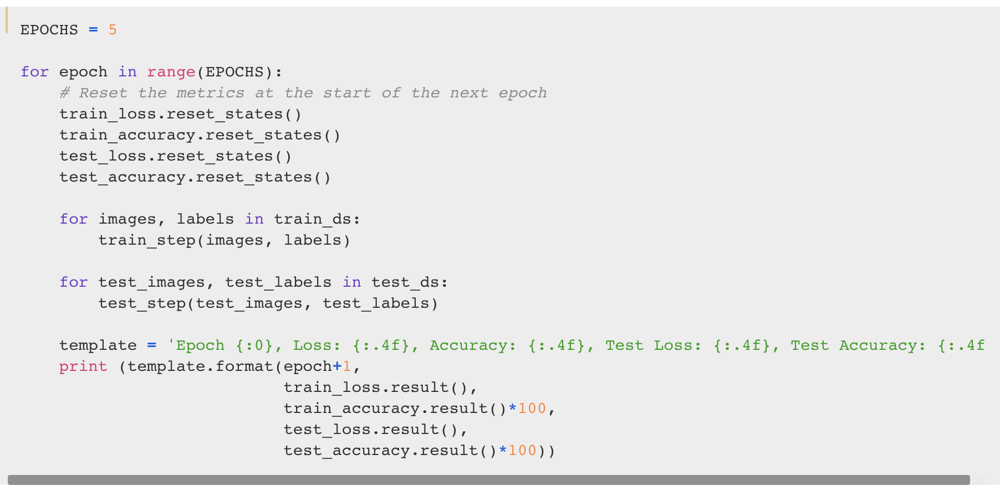 EPOCHS = 5
for epoch in range(EPOCHS):
# Reset the metrics at the start of the next epoch
train_loss.reset_states()
train_accuracy.reset_states()
test_loss.reset_states()
test_accuracy.reset_states()
for images, labels in train_ds:
train_step(images, labels)
for test_images, test_labels in test_ds:
test_step(test_images, test_labels)
template = 'Epoch {:0}, Loss: {:.4f}, Accuracy: {:.4f}, Test Loss: {:.4f}, Test Accuracy: {:.4f
print (template.format(epoch+1,
train_loss.result(),
train_accuracy.result()*100,
test_loss.result(),
test_accuracy.result()*100))